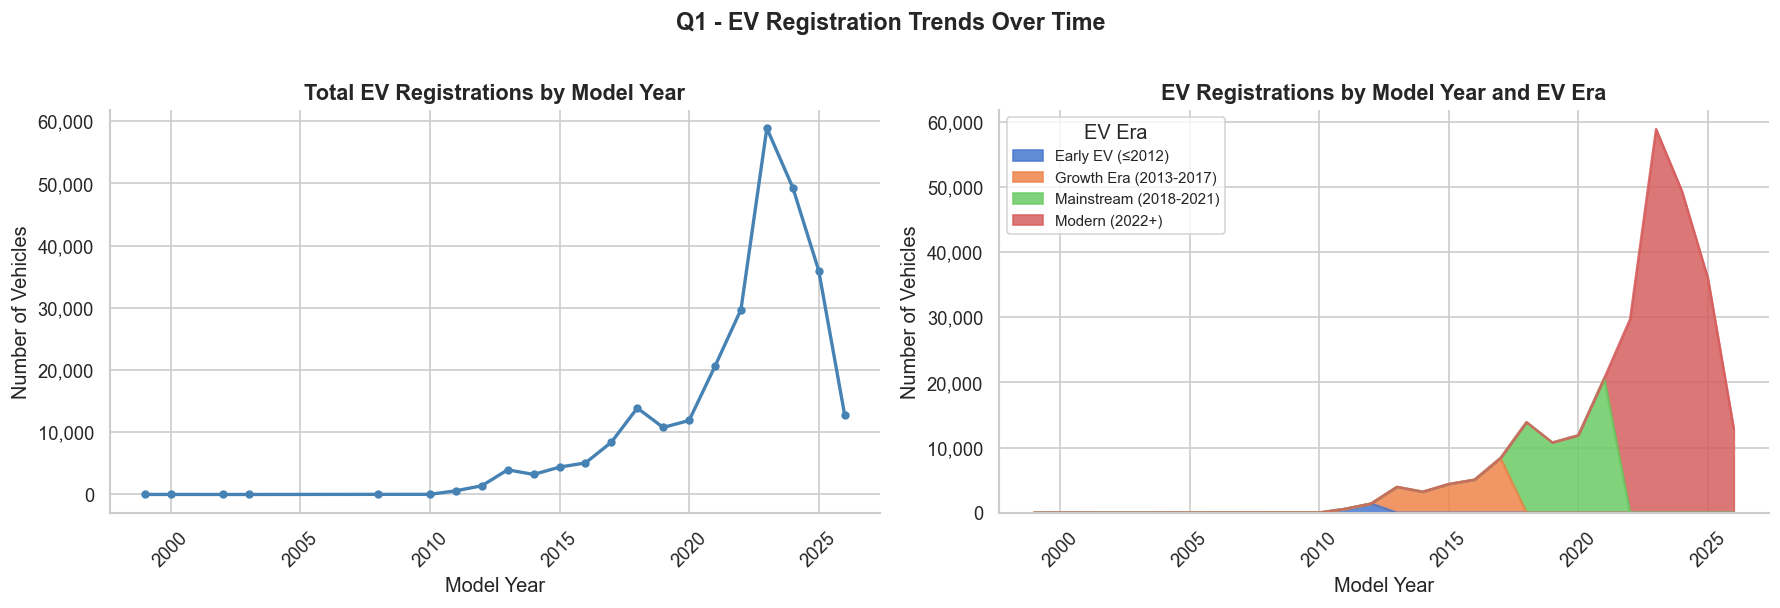 Q1 - EV Registration Trends Over Time
Total EV Registrations by Model Year
Number of Vehicles
60,000
50,000
40,000
30,000
20,000
10,000
0
2000
2005
2010
2015
2020
2025
Model Year
EV Registrations by Model Year and EV Era
Number of Vehicles
60,000
50,000
40,000
30,000
20,000
10,000
0
EV Era
Early EV (≤2012)
Growth Era (2013-2017)
Mainstream (2018-2021)
Modern (2022+)
2000
2005
2010
2015
2020
2025
Model Year